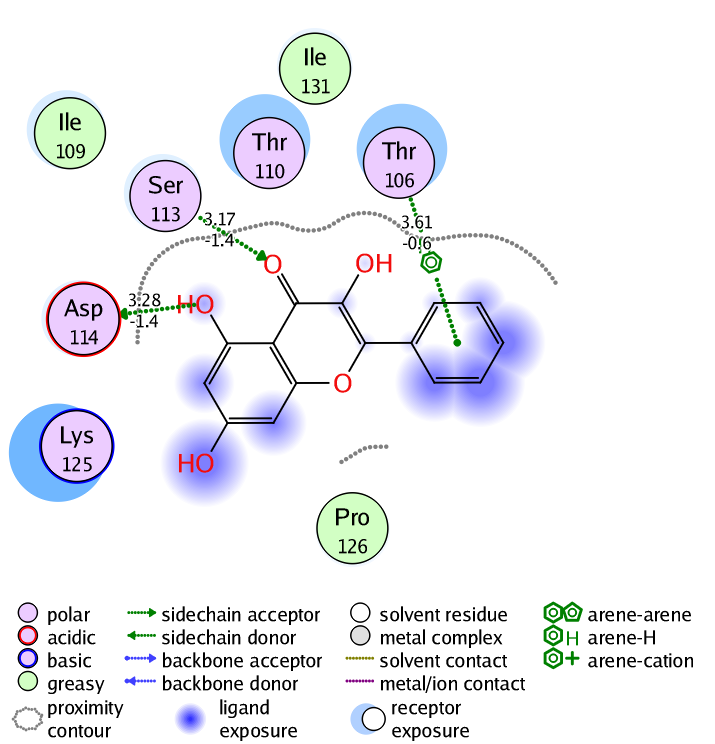 Ile
131
Ile
109
Thr
110
Thr
106
Ser
113
3.17
-1.4
3.61
-0.6
O
OH
Asp
114
3.28
-1.4
HO
O
Lys
125
HO
Pro
126
polar
sidechain acceptor
solvent residue
arene-arene
acidic
sidechain donor
metal complex
H arene-H
basic
backbone acceptor
solvent contact
+ arene-cation
greasy
backbone donor
metal/ion contact
proximity
contour
ligand
exposure
receptor
exposure